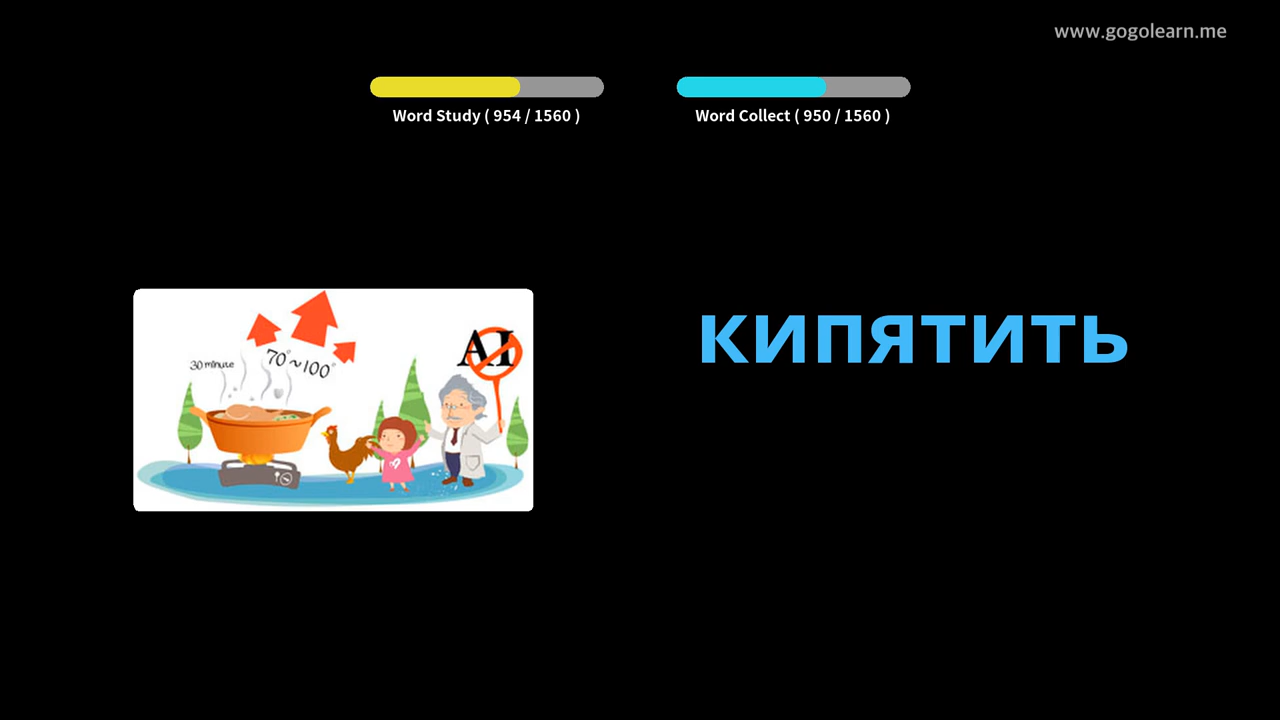 www.gogolearn.me
Word Study ( 954 / 1560 )
Word Collect ( 950 / 1560 )
30 minute
70°~100°
AI
кипятить